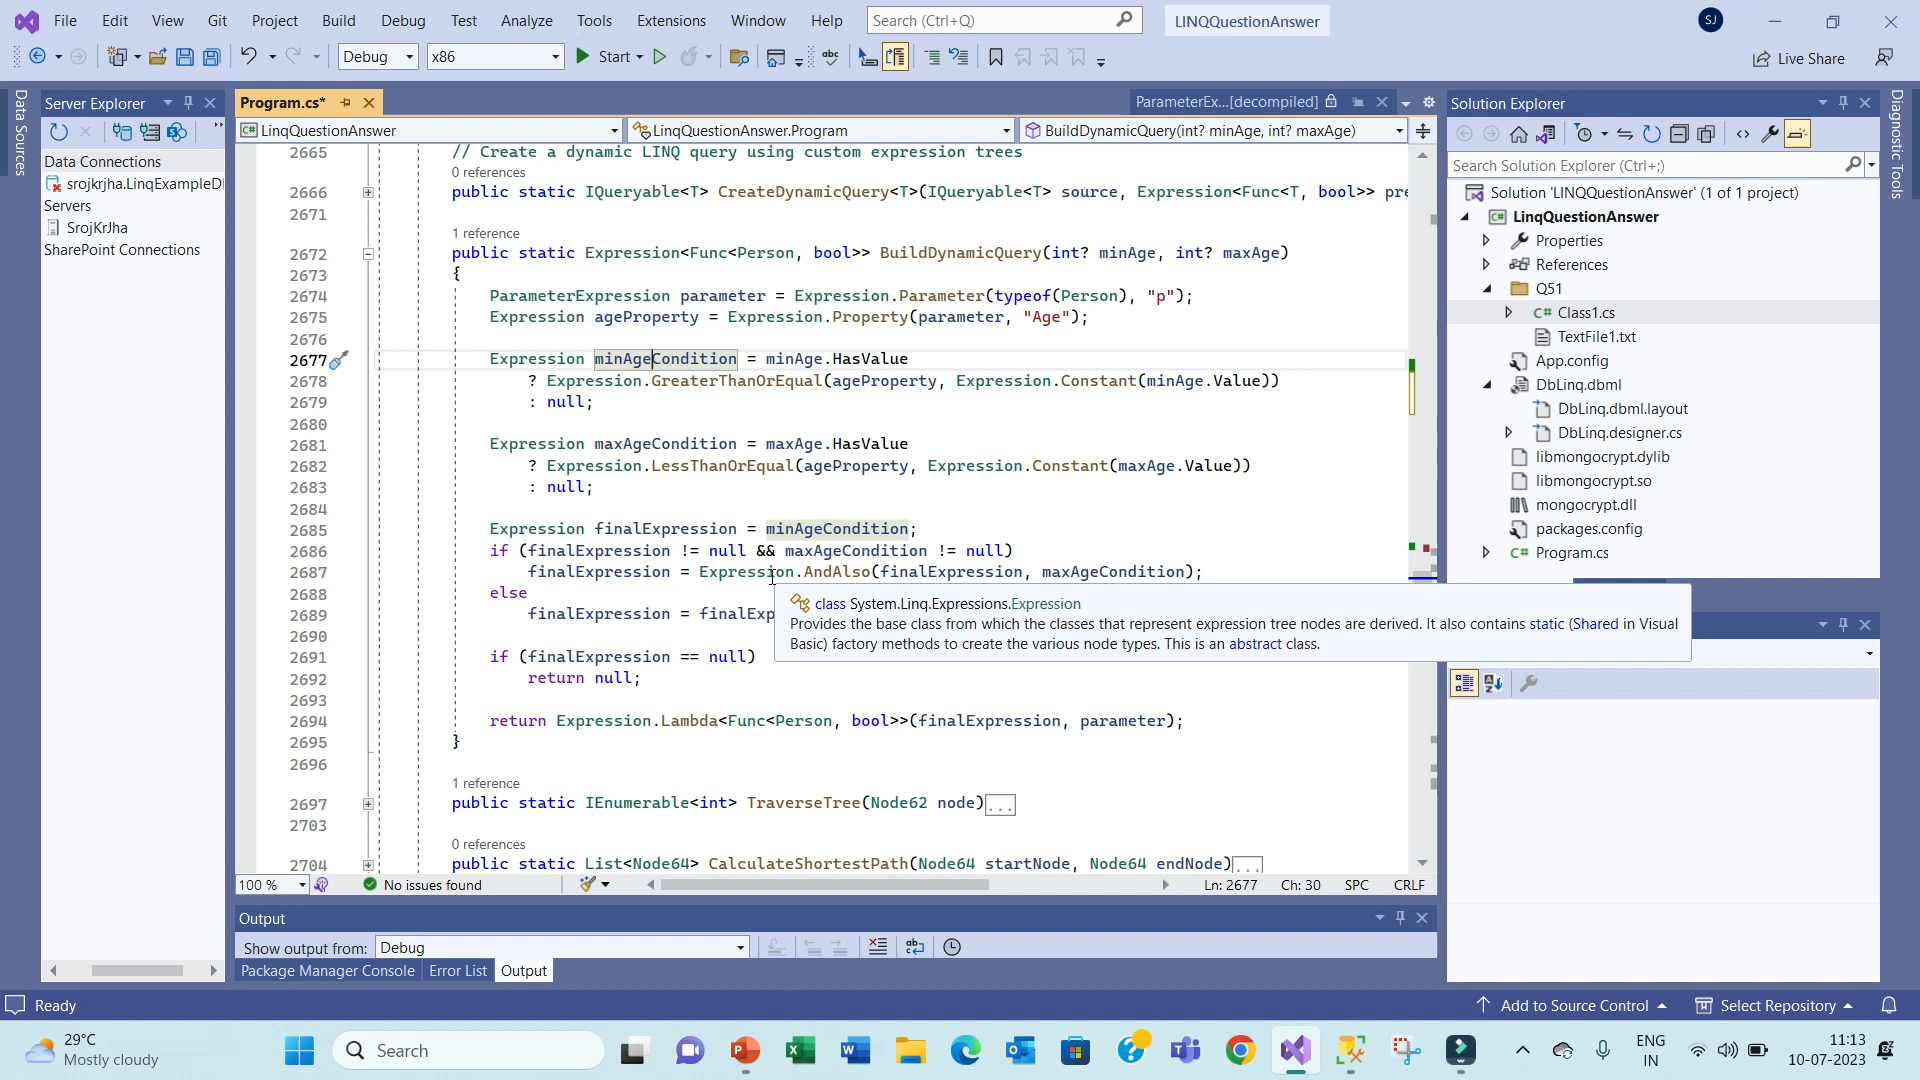 File Edit View Git Project Build Debug Test Analyze Tools Extensions Window Help Search (Ctrl+Q) LINQQuestionAnswer SJ
Debug x86 Start Live Share
Data Sources
Server Explorer
Data Connections
srojkrjha.LinqExampleD
Servers
SrojKrJha
SharePoint Connections
Program.cs* ParameterEx...[decompiled]
LinqQuestionAnswer LinqQuestionAnswer.Program BuildDynamicQuery(int? minAge, int? maxAge)
2665 // Create a dynamic LINQ query using custom expression trees
0 references
2666 public static IQueryable<T> CreateDynamicQuery<T>(IQueryable<T> source, Expression<Func<T, bool>> pre
2671
1 reference
2672 public static Expression<Func<Person, bool>> BuildDynamicQuery(int? minAge, int? maxAge)
2673 {
2674 ParameterExpression parameter = Expression.Parameter(typeof(Person), "p");
2675 Expression ageProperty = Expression.Property(parameter, "Age");
2676
2677 Expression minAgeCondition = minAge.HasValue
2678 ? Expression.GreaterThanOrEqual(ageProperty, Expression.Constant(minAge.Value))
2679 : null;
2680
2681 Expression maxAgeCondition = maxAge.HasValue
2682 ? Expression.LessThanOrEqual(ageProperty, Expression.Constant(maxAge.Value))
2683 : null;
2684
2685 Expression finalExpression = minAgeCondition;
2686 if (finalExpression != null && maxAgeCondition != null)
2687 finalExpression = Expression.AndAlso(finalExpression, maxAgeCondition);
2688 else
2689 finalExpression = finalExp
class System.Linq.Expressions.Expression
Provides the base class from which the classes that represent expression tree nodes are derived. It also contains static (Shared in Visual
Basic) factory methods to create the various node types. This is an abstract class.
2690
2691 if (finalExpression == null)
2692 return null;
2693
2694 return Expression.Lambda<Func<Person, bool>>(finalExpression, parameter);
2695 }
2696
1 reference
2697 public static IEnumerable<int> TraverseTree(Node62 node)...
2703
0 references
2704 public static List<Node64> CalculateShortestPath(Node64 startNode, Node64 endNode)...
100 % No issues found Ln: 2677 Ch: 30 SPC CRLF
Output
Show output from: Debug
Package Manager Console Error List Output
Solution Explorer
Search Solution Explorer (Ctrl+;)
Solution 'LINQQuestionAnswer' (1 of 1 project)
LinqQuestionAnswer
Properties
References
Q51
C# Class1.cs
TextFile1.txt
App.config
DbLinq.dbml
DbLinq.dbml.layout
DbLinq.designer.cs
libmongocrypt.dylib
libmongocrypt.so
mongocrypt.dll
packages.config
C# Program.cs
Diagnostic Tools
Ready Add to Source Control Select Repository
29°C
Mostly cloudy
Search
ENG
IN
11:13
10-07-2023